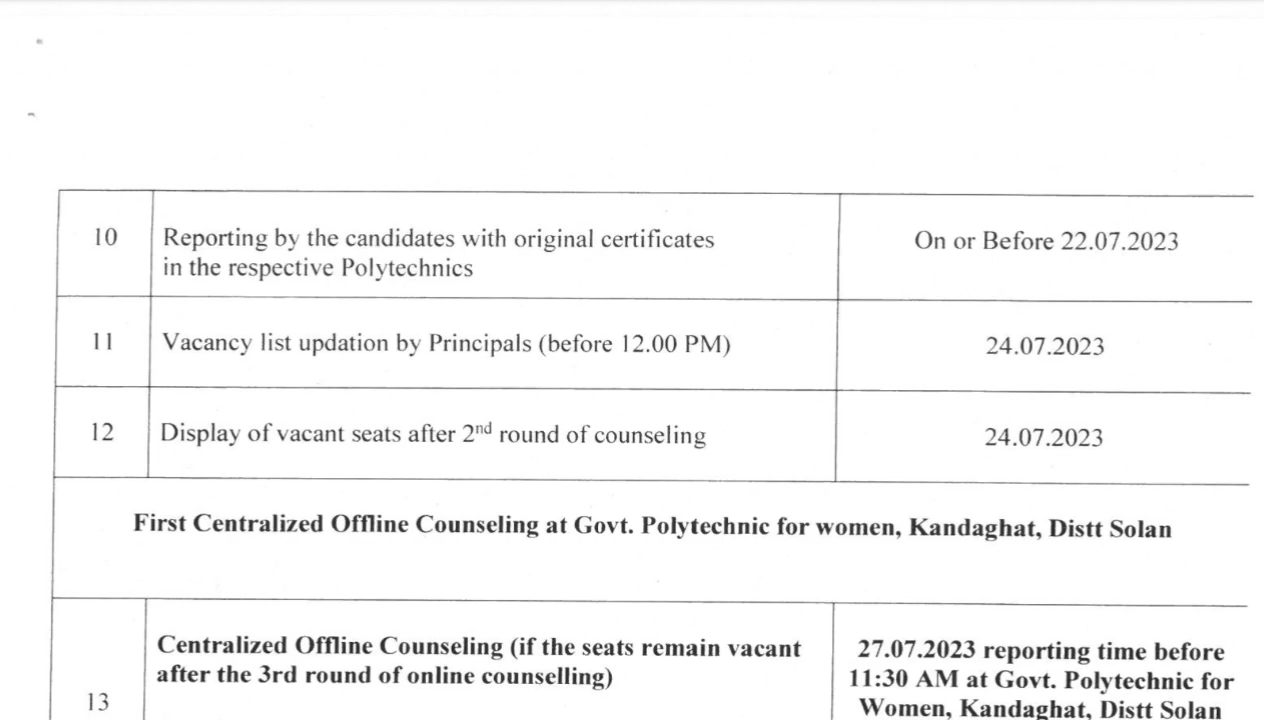 10
Reporting by the candidates with original certificates
in the respective Polytechnics
On or Before 22.07.2023
11
Vacancy list updation by Principals (before 12.00 PM)
24.07.2023
12
Display of vacant seats after 2nd round of counseling
24.07.2023
First Centralized Offline Counseling at Govt. Polytechnic for women, Kandaghat, Distt Solan
13
Centralized Offline Counseling (if the seats remain vacant
after the 3rd round of online counselling)
27.07.2023 reporting time before
11:30 AM at Govt. Polytechnic for
Women, Kandaghat, Distt Solan